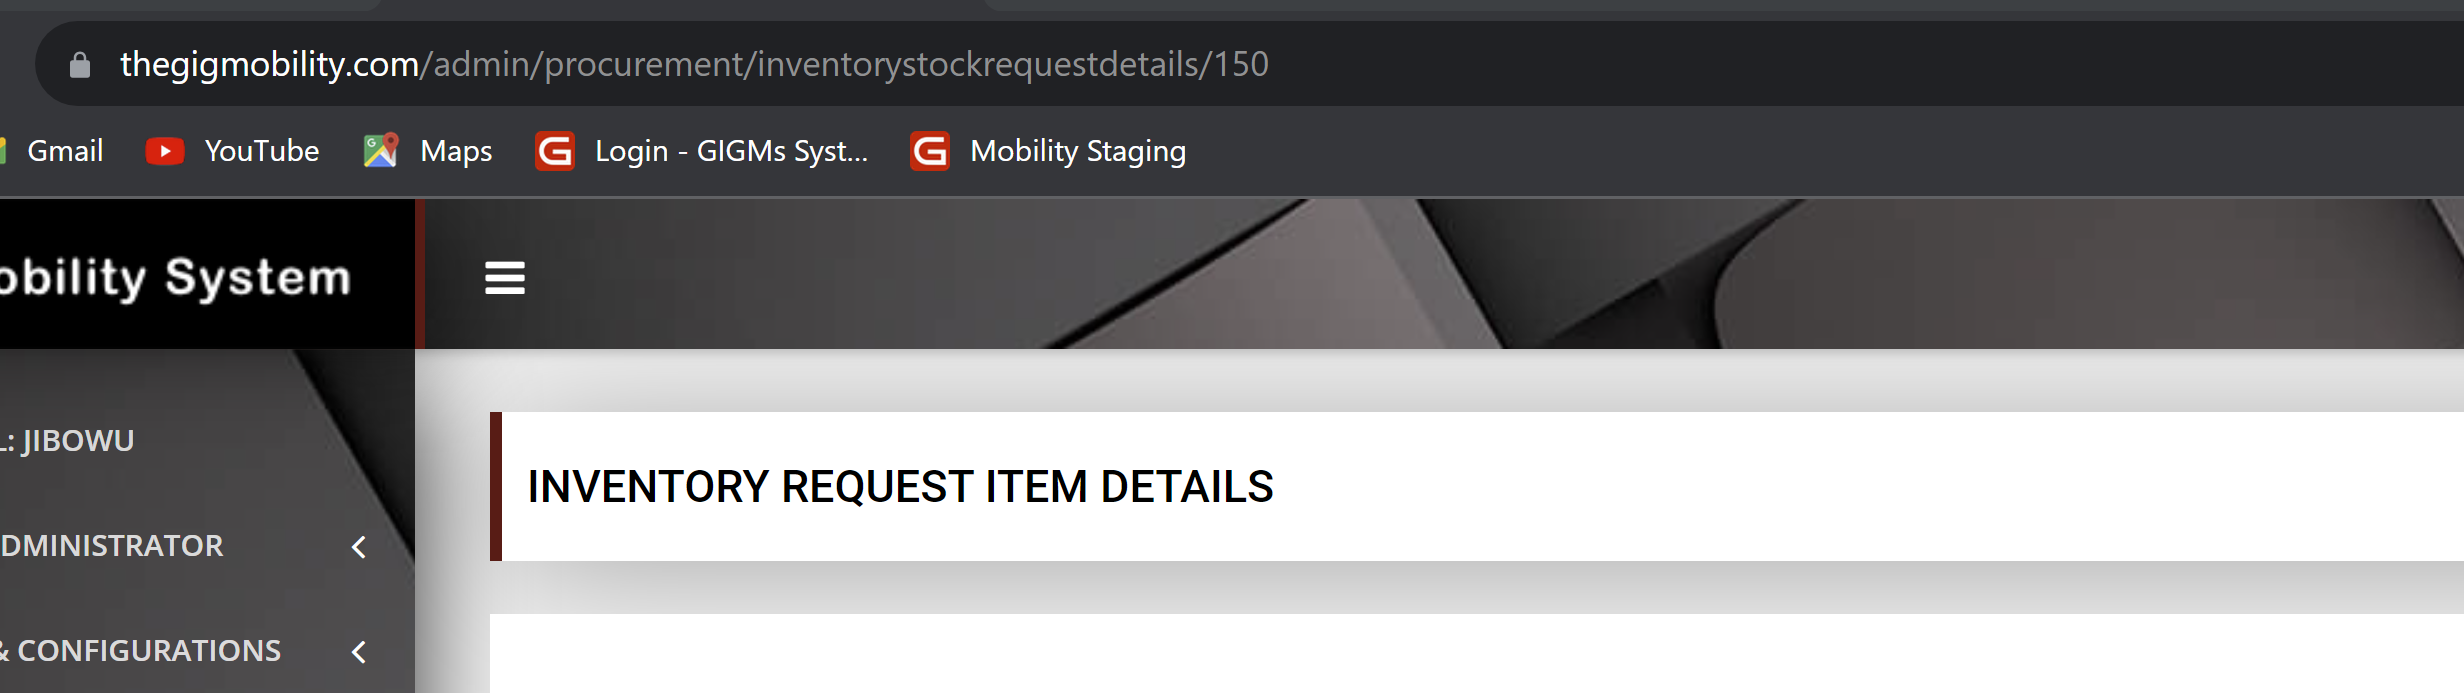 thegigmobility.com/admin/procurement/inventorystockrequestdetails/150
Gmail YouTube Maps Login - GIGMs Syst... Mobility Staging
obility System
L: JIBOWU
INVENTORY REQUEST ITEM DETAILS
DMINISTRATOR
& CONFIGURATIONS